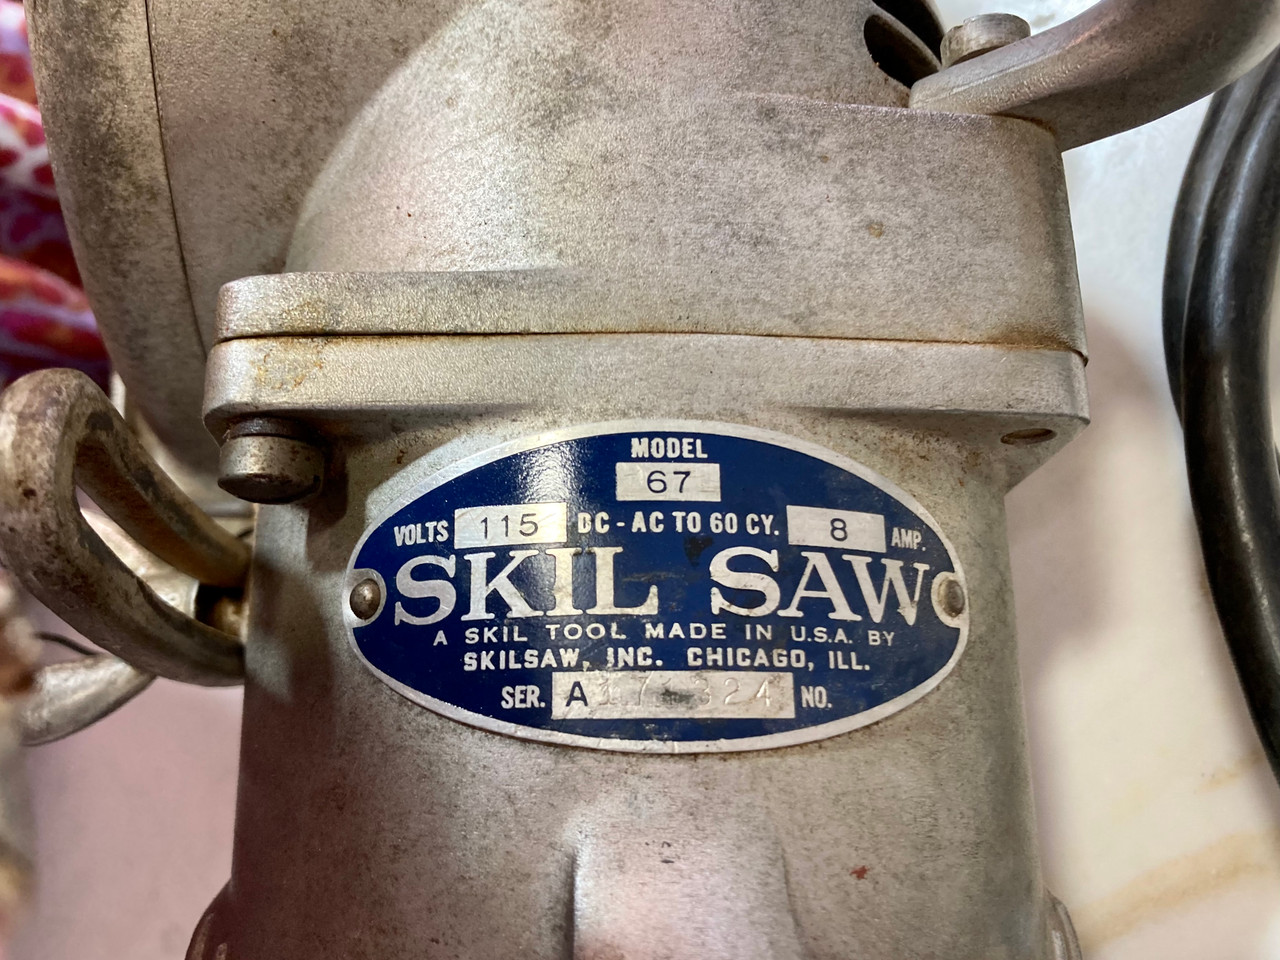 MODEL
67
VOLTS 115 DC-AC TO 60 CY. 8 AMP.
SKIL SAW
A SKIL TOOL MADE IN U.S.A. BY
SKILSAW, INC. CHICAGO, ILL.
SER. A 171324 NO.